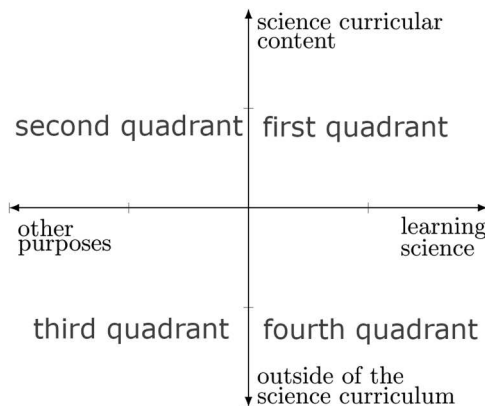 science curricular
content
second quadrant
first quadrant
other
purposes
learning
science
third quadrant
fourth quadrant
outside of the
science curriculum